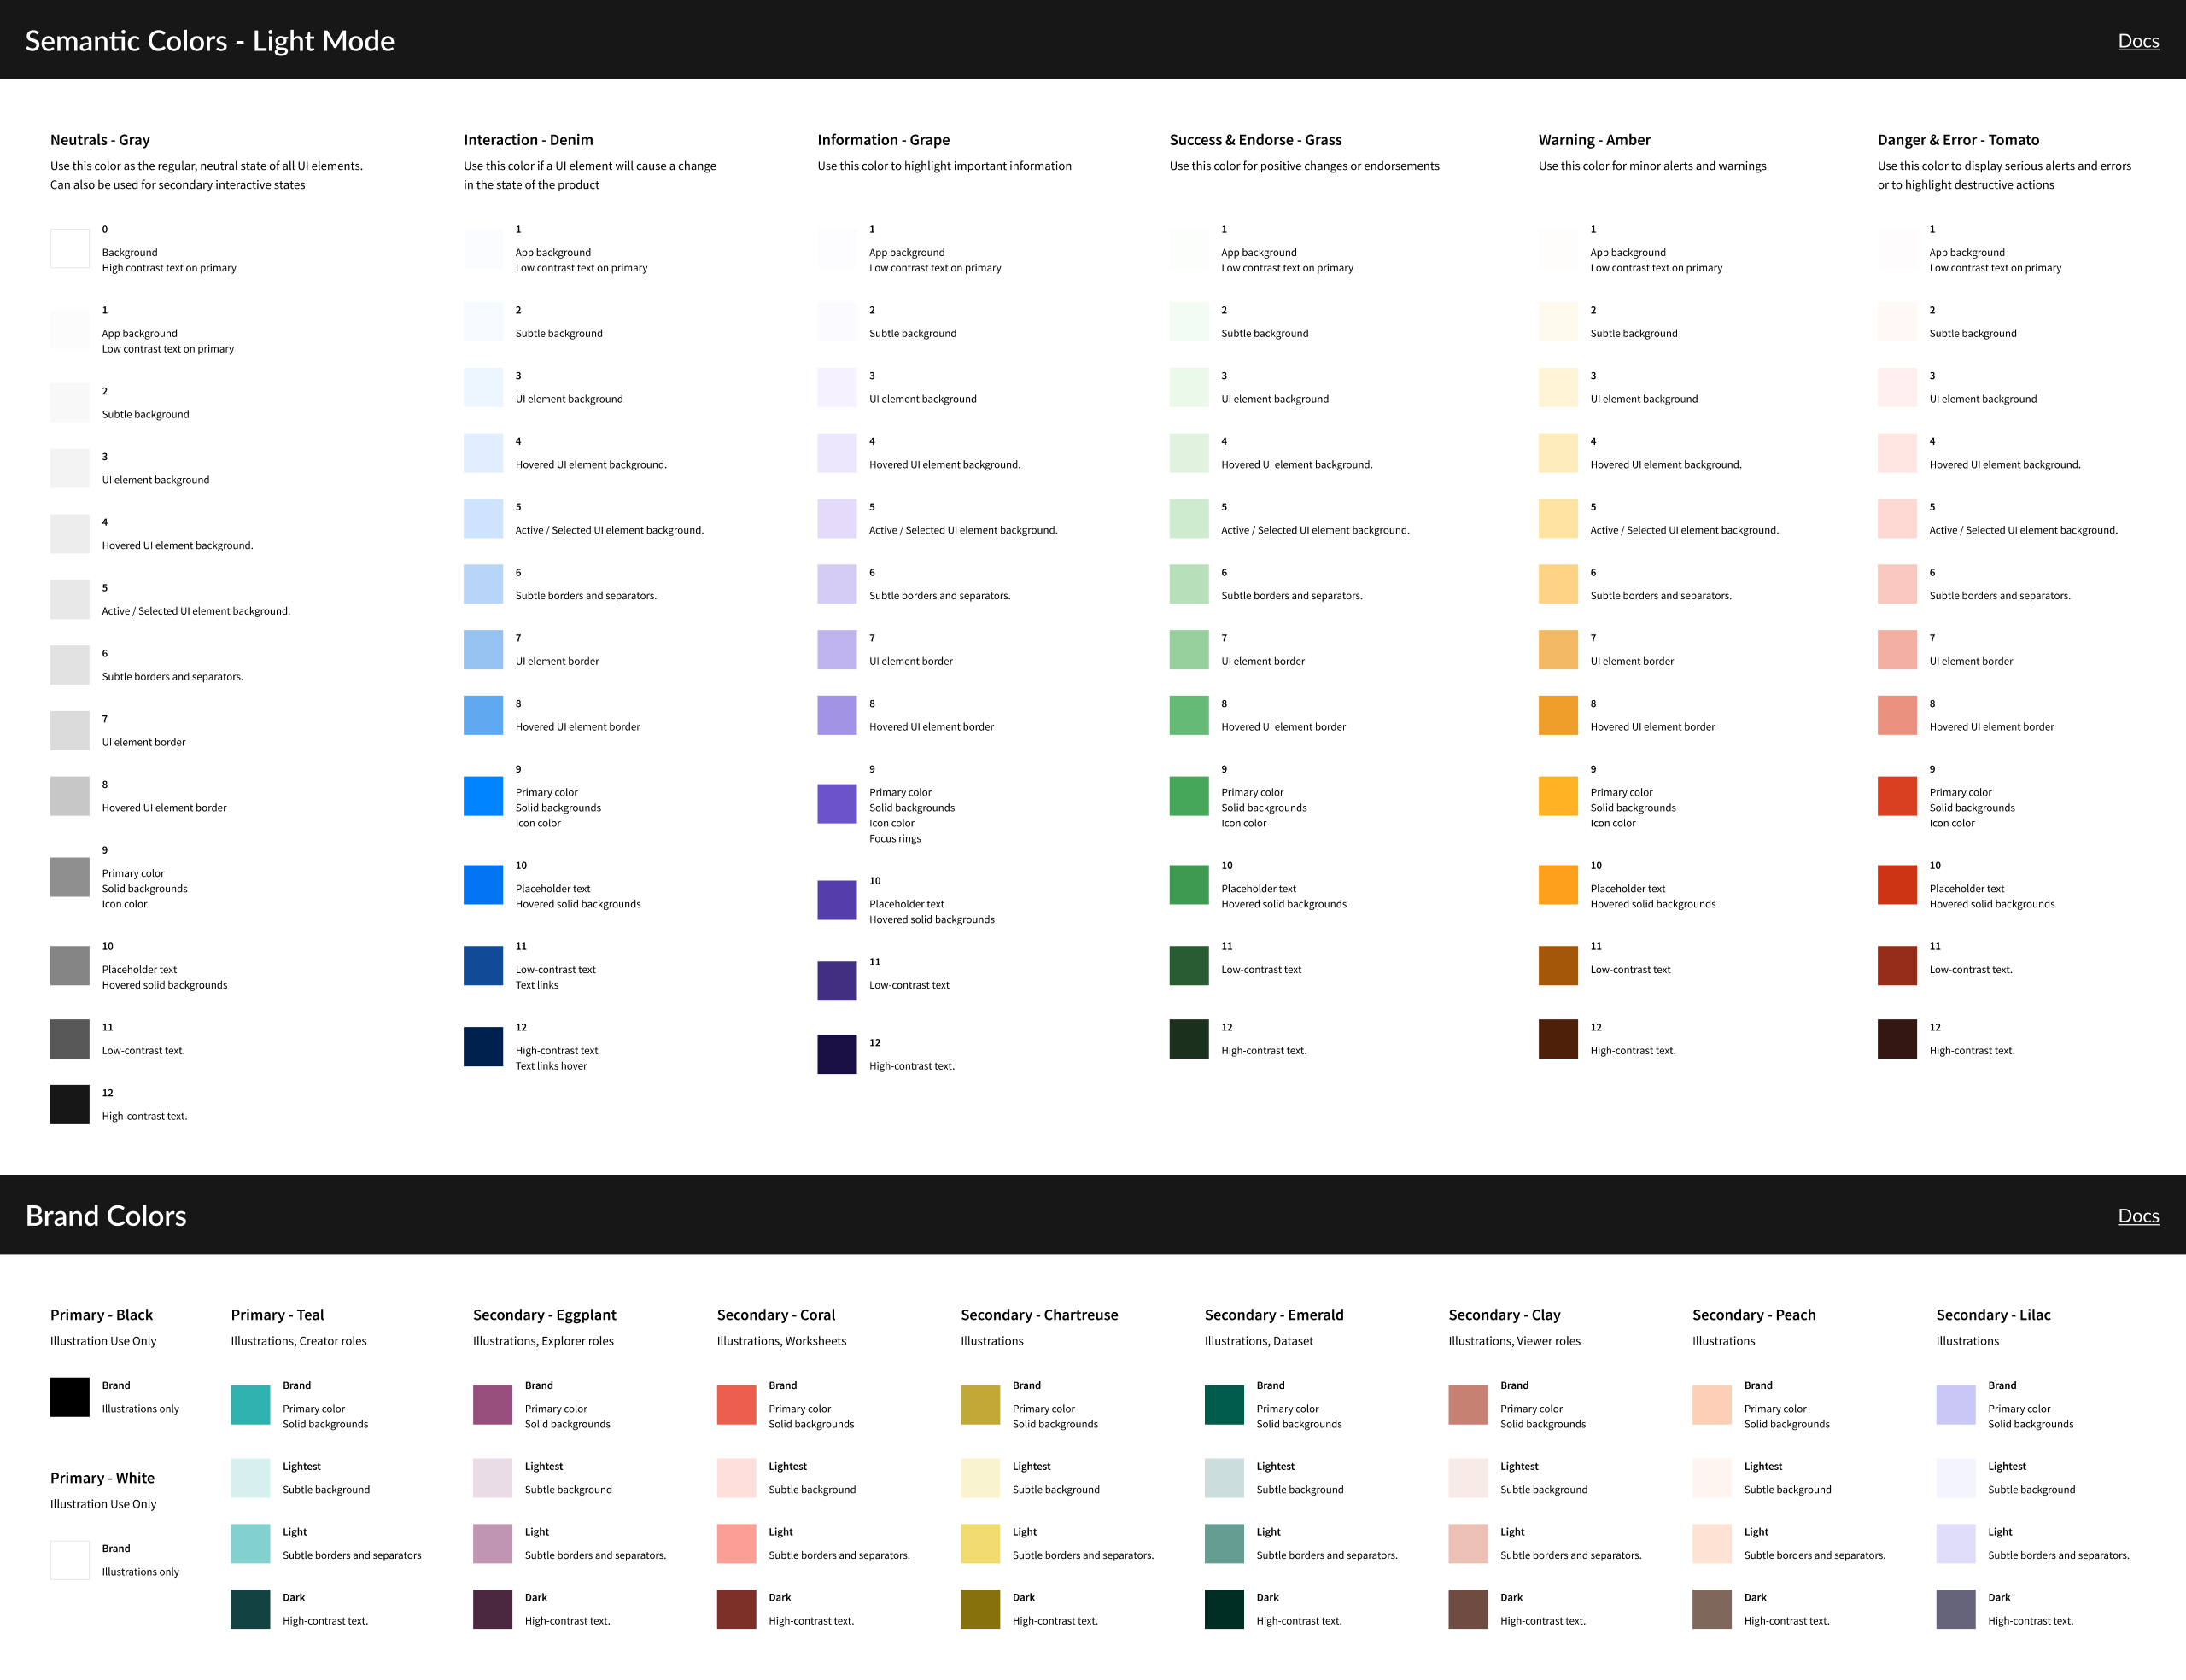 Semantic Colors - Light Mode
Docs
Neutrals - Gray
Use this color as the regular, neutral state of all UI elements.
Can also be used for secondary interactive states
0
Background
High contrast text on primary
1
App background
Low contrast text on primary
2
Subtle background
3
UI element background
4
Hovered UI element background.
5
Active / Selected UI element background.
6
Subtle borders and separators.
7
UI element border
8
Hovered UI element border
9
Primary color
Solid backgrounds
Icon color
10
Placeholder text
Hovered solid backgrounds
11
Low-contrast text.
12
High-contrast text.
Interaction - Denim
Use this color if a UI element will cause a change
in the state of the product
1
App background
Low contrast text on primary
2
Subtle background
3
UI element background
4
Hovered UI element background.
5
Active / Selected UI element background.
6
Subtle borders and separators.
7
UI element border
8
Hovered UI element border
9
Primary color
Solid backgrounds
Icon color
10
Placeholder text
Hovered solid backgrounds
11
Low-contrast text
Text links
12
High-contrast text
Text links hover
Information - Grape
Use this color to highlight important information
1
App background
Low contrast text on primary
2
Subtle background
3
UI element background
4
Hovered UI element background.
5
Active / Selected UI element background.
6
Subtle borders and separators.
7
UI element border
8
Hovered UI element border
9
Primary color
Solid backgrounds
Icon color
Focus rings
10
Placeholder text
Hovered solid backgrounds
11
Low-contrast text
12
High-contrast text.
Success & Endorse - Grass
Use this color for positive changes or endorsements
1
App background
Low contrast text on primary
2
Subtle background
3
UI element background
4
Hovered UI element background.
5
Active / Selected UI element background.
6
Subtle borders and separators.
7
UI element border
8
Hovered UI element border
9
Primary color
Solid backgrounds
Icon color
10
Placeholder text
Hovered solid backgrounds
11
Low-contrast text
12
High-contrast text.
Warning - Amber
Use this color for minor alerts and warnings
1
App background
Low contrast text on primary
2
Subtle background
3
UI element background
4
Hovered UI element background.
5
Active / Selected UI element background.
6
Subtle borders and separators.
7
UI element border
8
Hovered UI element border
9
Primary color
Solid backgrounds
Icon color
10
Placeholder text
Hovered solid backgrounds
11
Low-contrast text
12
High-contrast text.
Danger & Error - Tomato
Use this color to display serious alerts and errors
or to highlight destructive actions
1
App background
Low contrast text on primary
2
Subtle background
3
UI element background
4
Hovered UI element background.
5
Active / Selected UI element background.
6
Subtle borders and separators.
7
UI element border
8
Hovered UI element border
9
Primary color
Solid backgrounds
Icon color
10
Placeholder text
Hovered solid backgrounds
11
Low-contrast text.
12
High-contrast text.
Brand Colors
Docs
Primary - Black
Illustration Use Only
Brand
Illustrations only
Primary - White
Illustration Use Only
Brand
Illustrations only
Primary - Teal
Illustrations, Creator roles
Brand
Primary color
Solid backgrounds
Lightest
Subtle background
Light
Subtle borders and separators
Dark
High-contrast text.
Secondary - Eggplant
Illustrations, Explorer roles
Brand
Primary color
Solid backgrounds
Lightest
Subtle background
Light
Subtle borders and separators.
Dark
High-contrast text.
Secondary - Coral
Illustrations, Worksheets
Brand
Primary color
Solid backgrounds
Lightest
Subtle background
Light
Subtle borders and separators.
Dark
High-contrast text.
Secondary - Chartreuse
Illustrations
Brand
Primary color
Solid backgrounds
Lightest
Subtle background
Light
Subtle borders and separators.
Dark
High-contrast text.
Secondary - Emerald
Illustrations, Dataset
Brand
Primary color
Solid backgrounds
Lightest
Subtle background
Light
Subtle borders and separators.
Dark
High-contrast text.
Secondary - Clay
Illustrations, Viewer roles
Brand
Primary color
Solid backgrounds
Lightest
Subtle background
Light
Subtle borders and separators.
Dark
High-contrast text.
Secondary - Peach
Illustrations
Brand
Primary color
Solid backgrounds
Lightest
Subtle background
Light
Subtle borders and separators.
Dark
High-contrast text.
Secondary - Lilac
Illustrations
Brand
Primary color
Solid backgrounds
Lightest
Subtle background
Light
Subtle borders and separators.
Dark
High-contrast text.